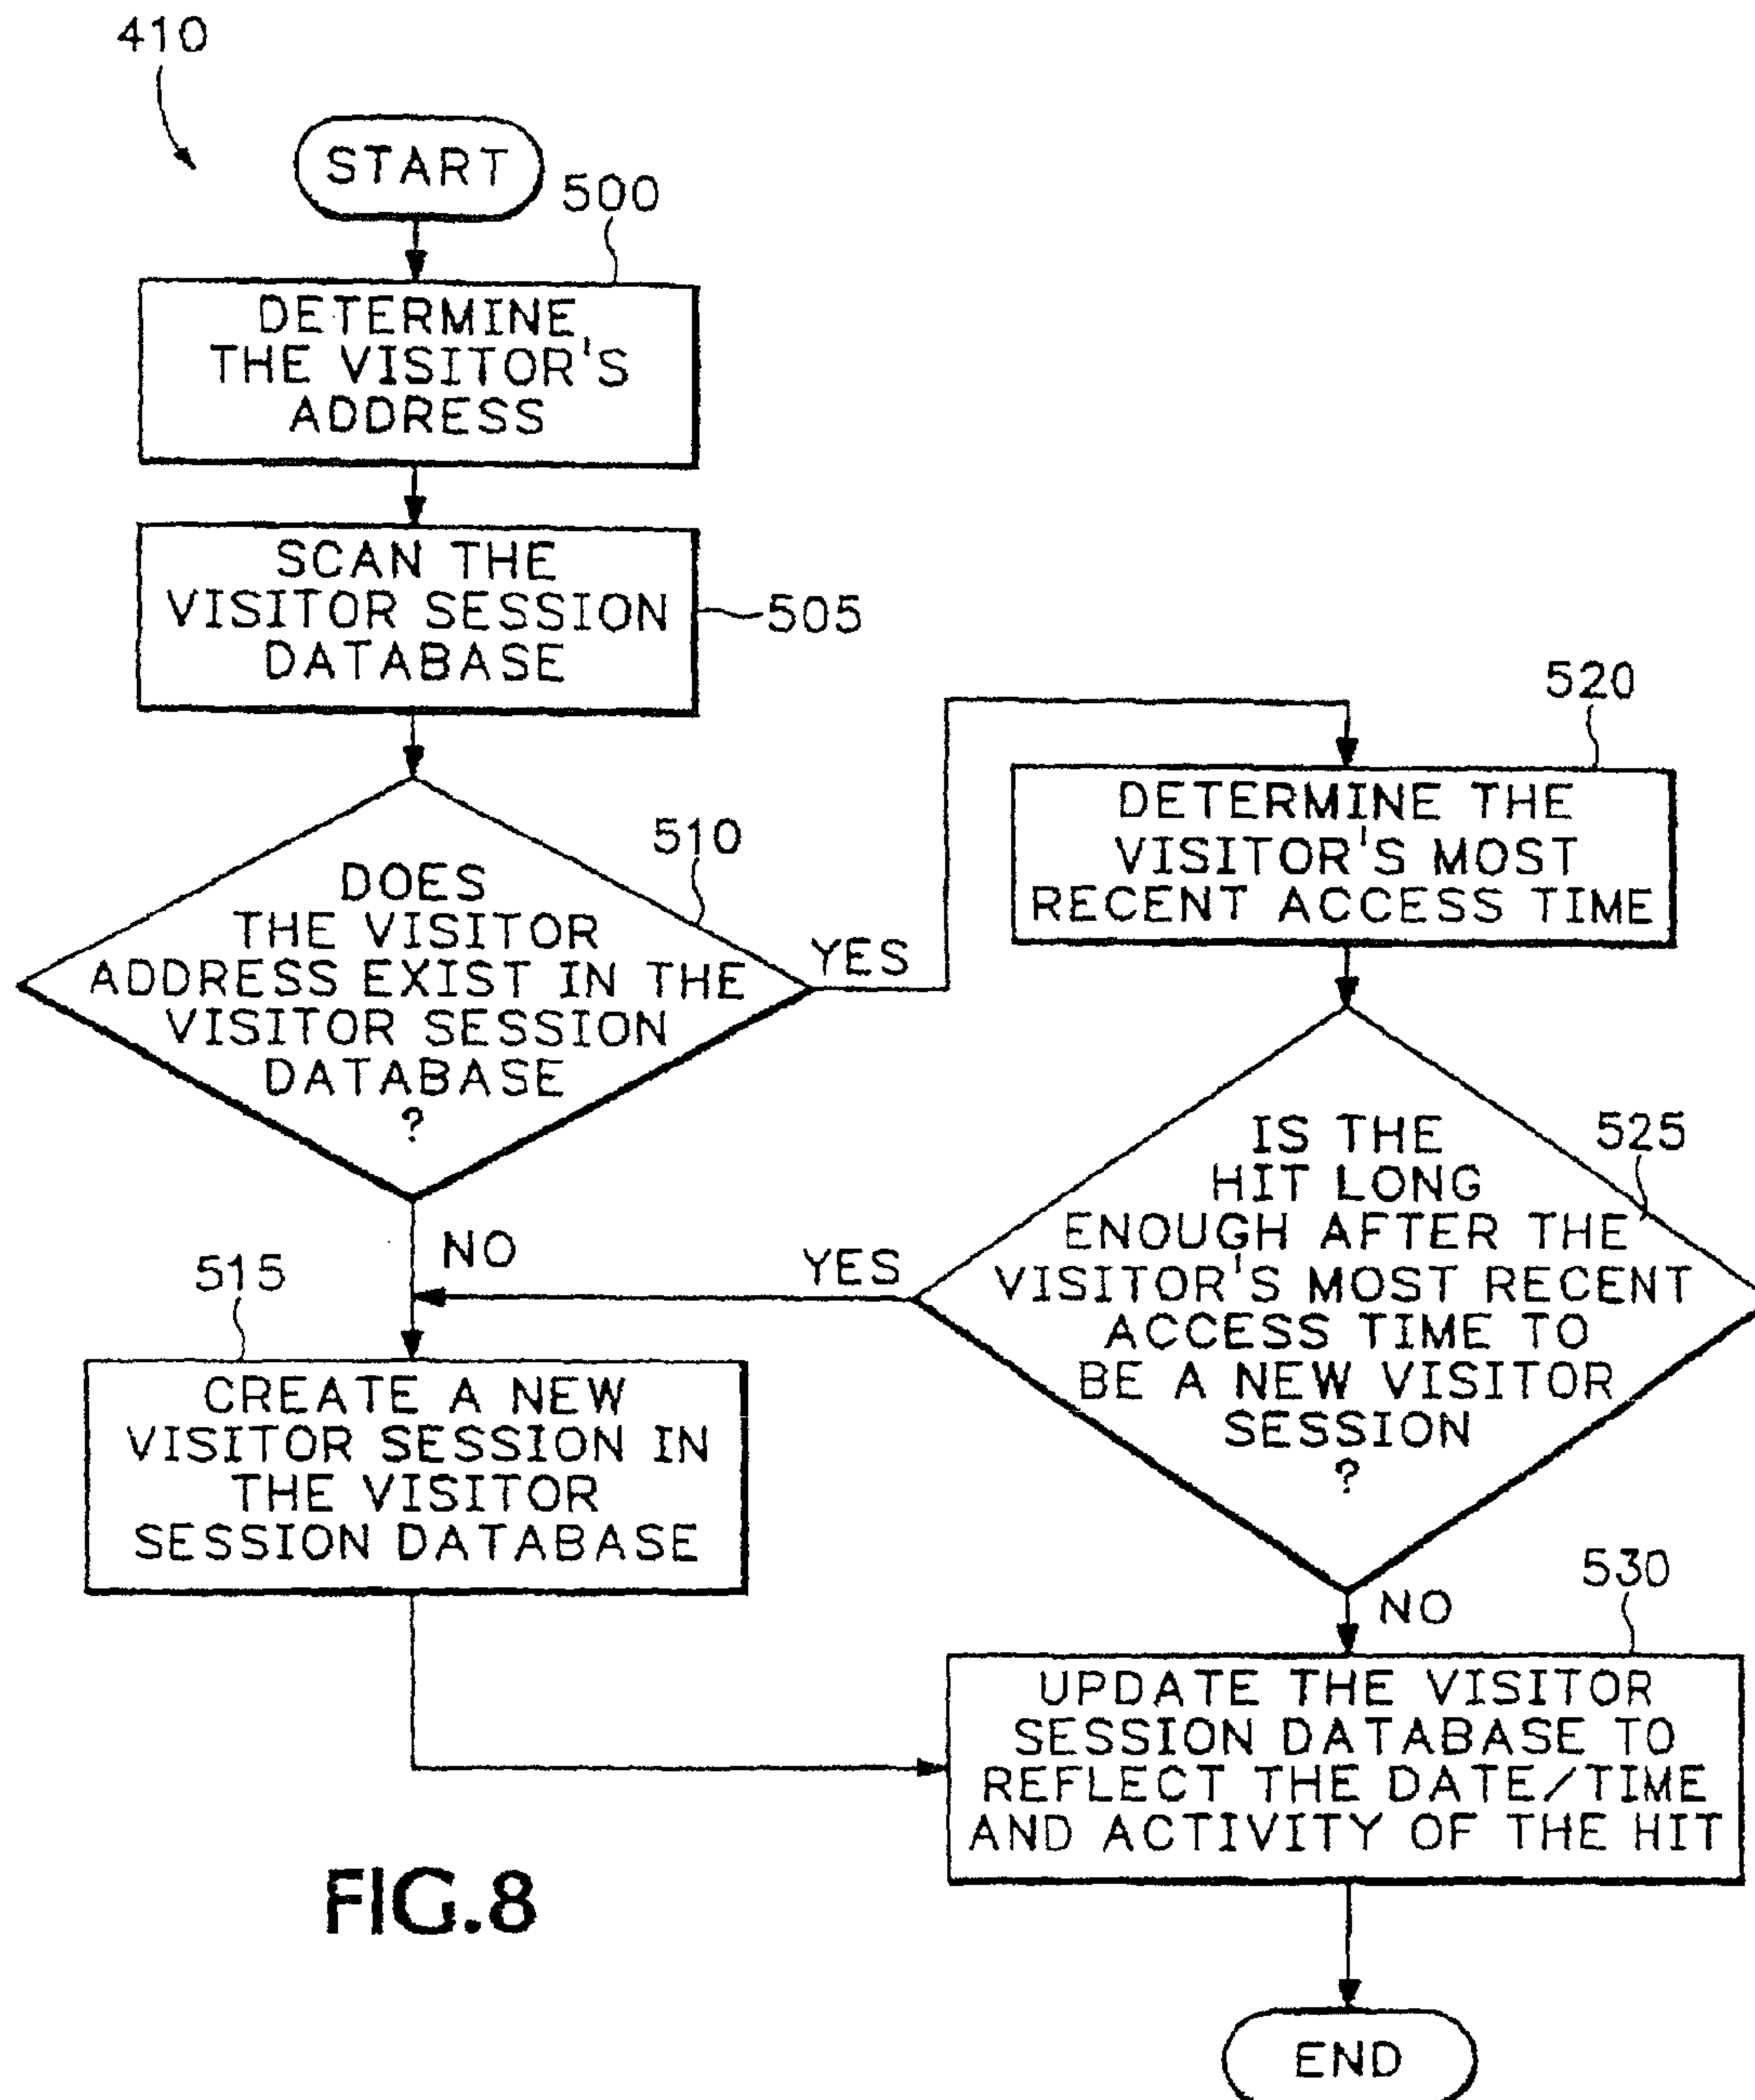 410
START
500
DETERMINE
THE VISITOR'S
ADDRESS
SCAN THE
VISITOR SESSION
DATABASE
505
510
DOES
THE VISITOR
ADDRESS EXIST IN THE
VISITOR SESSION
DATABASE
?
YES
NO
520
DETERMINE THE
VISITOR'S MOST
RECENT ACCESS TIME
525
IS THE
HIT LONG
ENOUGH AFTER THE
VISITOR'S MOST RECENT
ACCESS TIME TO
BE A NEW VISITOR
SESSION
?
YES
NO
515
CREATE A NEW
VISITOR SESSION IN
THE VISITOR
SESSION DATABASE
530
UPDATE THE VISITOR
SESSION DATABASE TO
REFLECT THE DATE/TIME
AND ACTIVITY OF THE HIT
END
FIG.8